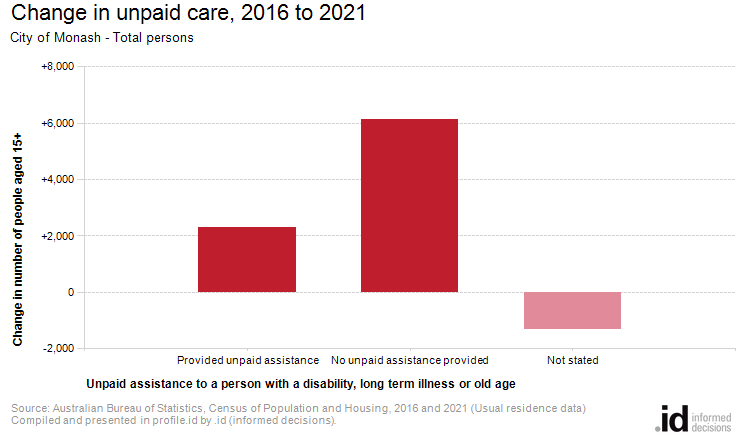 Change in unpaid care, 2016 to 2021
City of Monash - Total persons
Change in number of people aged 15+
+8,000
+6,000
+4,000
+2,000
0
-2,000
Provided unpaid assistance
No unpaid assistance provided
Not stated
Unpaid assistance to a person with a disability, long term illness or old age
Source: Australian Bureau of Statistics, Census of Population and Housing, 2016 and 2021 (Usual residence data)
Compiled and presented in profile.id by .id (informed decisions).
.id informed
decisions